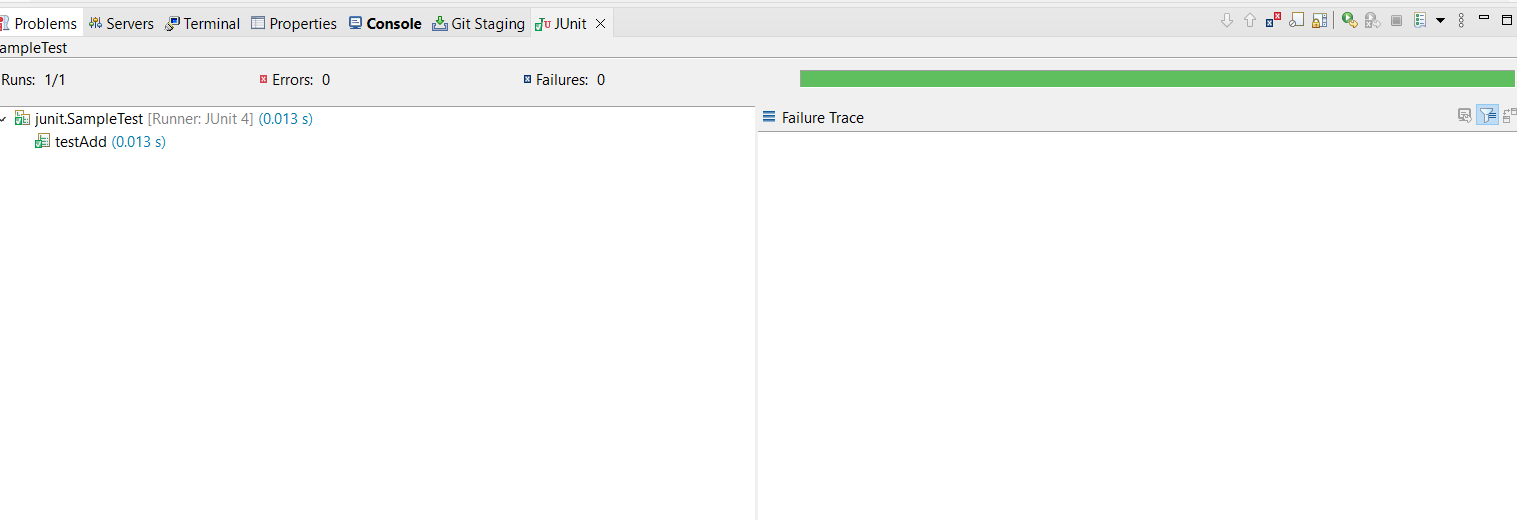 Problems Servers Terminal Properties Console Git Staging JUnit
ampleTest
Runs: 1/1 Errors: 0 Failures: 0
junit.SampleTest [Runner: JUnit 4] (0.013 s)
testAdd (0.013 s)
Failure Trace